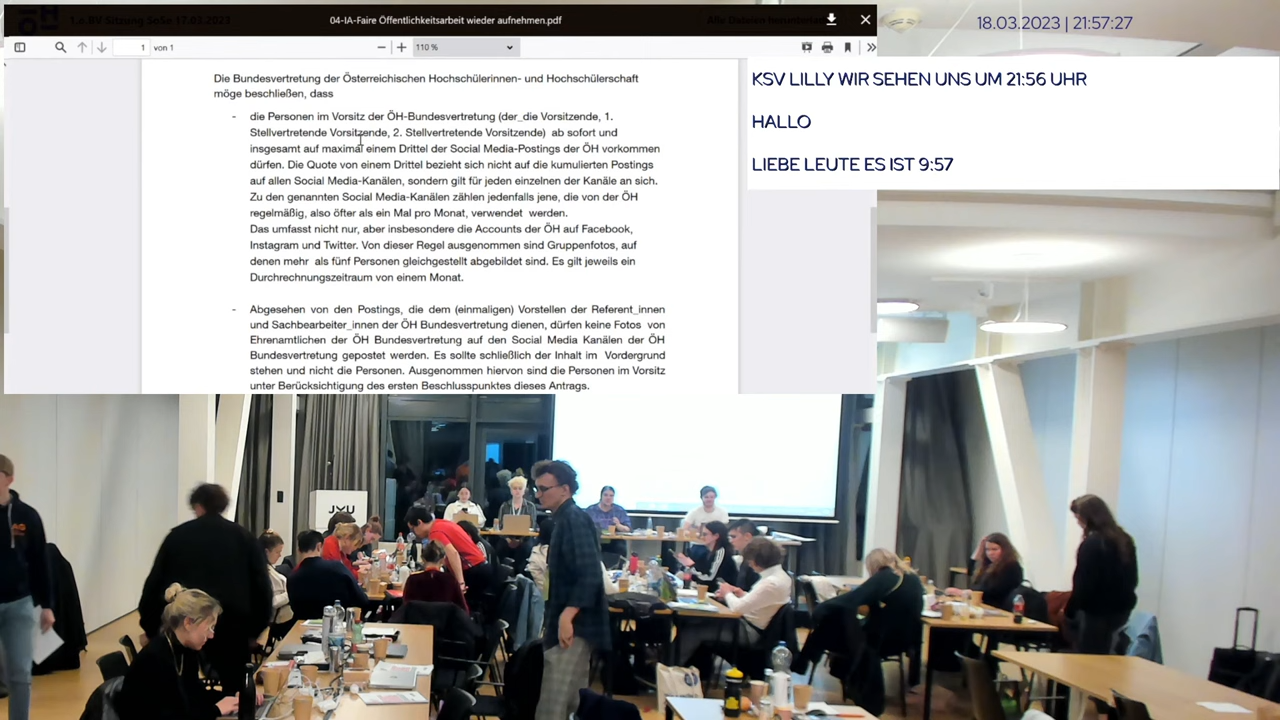 1.a.BV Sitzung SoSe 17.03.2023
04-IA-Faire Öffentlichkeitsarbeit wieder aufnehmen.pdf
18.03.2023 | 21:57:27
1 von 1
110 %
KSV LILLY WIR SEHEN UNS UM 21:56 UHR
HALLO
LIEBE LEUTE ES IST 9:57
Die Bundesvertretung der Österreichischen Hochschülerinnen- und Hochschülerschaft
möge beschließen, dass
- die Personen im Vorsitz der ÖH-Bundesvertretung (der_die Vorsitzende, 1.
Stellvertretende Vorsitzende, 2. Stellvertretende Vorsitzende) ab sofort und
insgesamt auf maximal einem Drittel der Social Media-Postings der ÖH vorkommen
dürfen. Die Quote von einem Drittel bezieht sich nicht auf die kumulierten Postings
auf allen Social Media-Kanälen, sondern gilt für jeden einzelnen der Kanäle an sich.
Zu den genannten Social Media-Kanälen zählen jedenfalls jene, die von der ÖH
regelmäßig, also öfter als ein Mal pro Monat, verwendet werden.
Das umfasst nicht nur, aber insbesondere die Accounts der ÖH auf Facebook,
Instagram und Twitter. Von dieser Regel ausgenommen sind Gruppenfotos, auf
denen mehr als fünf Personen gleichgestellt abgebildet sind. Es gilt jeweils ein
Durchrechnungszeitraum von einem Monat.
- Abgesehen von den Postings, die dem (einmaligen) Vorstellen der Referent_innen
und Sachbearbeiter_innen der ÖH Bundesvertretung dienen, dürfen keine Fotos von
Ehrenamtlichen der ÖH Bundesvertretung auf den Social Media Kanälen der ÖH
Bundesvertretung gepostet werden. Es sollte schließlich der Inhalt im Vordergrund
stehen und nicht die Personen. Ausgenommen hiervon sind die Personen im Vorsitz
unter Berücksichtigung des ersten Beschlusspunktes dieses Antrags.
JYU